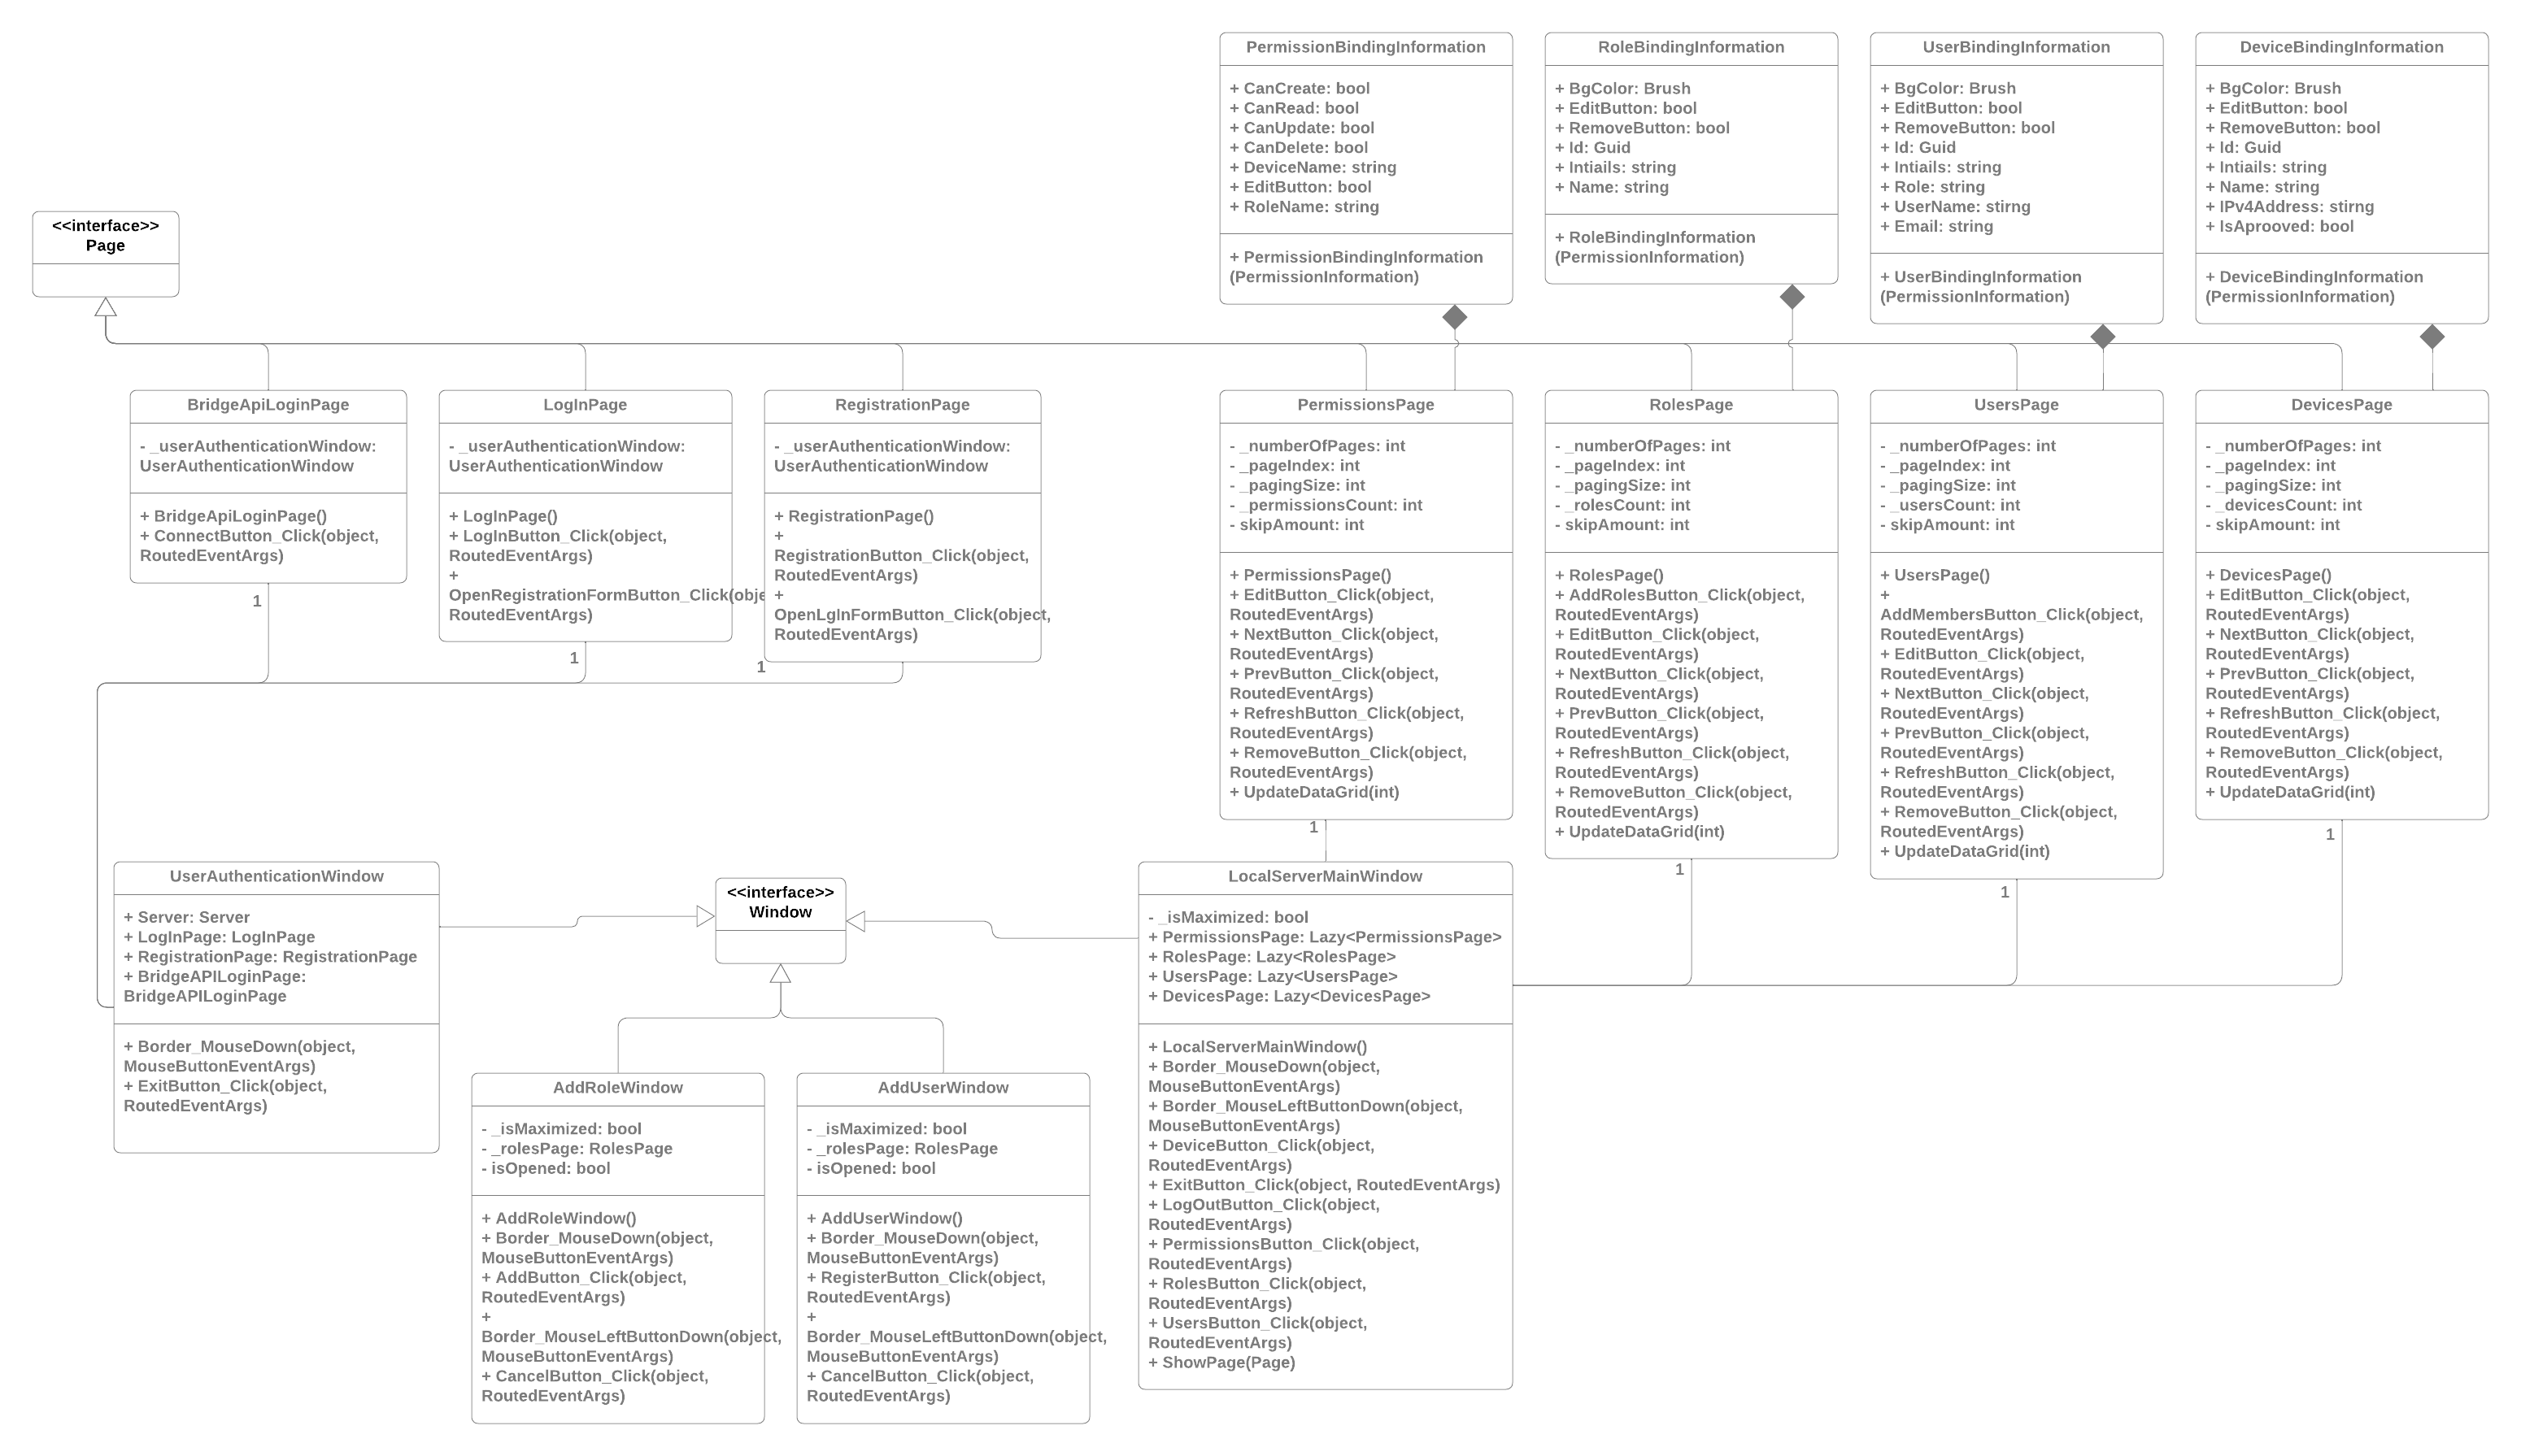 PermissionBindingInformation
+ CanCreate: bool
+ CanRead: bool
+ CanUpdate: bool
+ CanDelete: bool
+ DeviceName: string
+ EditButton: bool
+ RoleName: string
+ PermissionBindingInformation
(PermissionInformation)
RoleBindingInformation
+ BgColor: Brush
+ EditButton: bool
+ RemoveButton: bool
+ Id: Guid
+ Intiails: string
+ Name: string
+ RoleBindingInformation
(PermissionInformation)
UserBindingInformation
+ BgColor: Brush
+ EditButton: bool
+ RemoveButton: bool
+ Id: Guid
+ Intiails: string
+ Role: string
+ UserName: stirng
+ Email: string
+ UserBindingInformation
(PermissionInformation)
DeviceBindingInformation
+ BgColor: Brush
+ EditButton: bool
+ RemoveButton: bool
+ Id: Guid
+ Intiails: string
+ Name: string
+ IPv4Address: stirng
+ IsAprooved: bool
+ DeviceBindingInformation
(PermissionInformation)
<<interface>>
Page
BridgeApiLoginPage
- _userAuthenticationWindow:
UserAuthenticationWindow
+ BridgeApiLoginPage()
+ ConnectButton_Click(object,
RoutedEventArgs)
1
LogInPage
- _userAuthenticationWindow:
UserAuthenticationWindow
+ LogInPage()
+ LogInButton_Click(object,
RoutedEventArgs)
+
OpenRegistrationFormButton_Click(obje
RoutedEventArgs)
1
RegistrationPage
- _userAuthenticationWindow:
UserAuthenticationWindow
+ RegistrationPage()
+
RegistrationButton_Click(object,
RoutedEventArgs)
+
OpenLgInFormButton_Click(object,
RoutedEventArgs)
1
PermissionsPage
- _numberOfPages: int
- _pageIndex: int
- _pagingSize: int
- _permissionsCount: int
- skipAmount: int
+ PermissionsPage()
+ EditButton_Click(object,
RoutedEventArgs)
+ NextButton_Click(object,
RoutedEventArgs)
+ PrevButton_Click(object,
RoutedEventArgs)
+ RefreshButton_Click(object,
RoutedEventArgs)
+ RemoveButton_Click(object,
RoutedEventArgs)
+ UpdateDataGrid(int)
1
RolesPage
- _numberOfPages: int
- _pageIndex: int
- _pagingSize: int
- _rolesCount: int
- skipAmount: int
+ RolesPage()
+ AddRolesButton_Click(object,
RoutedEventArgs)
+ EditButton_Click(object,
RoutedEventArgs)
+ NextButton_Click(object,
RoutedEventArgs)
+ PrevButton_Click(object,
RoutedEventArgs)
+ RefreshButton_Click(object,
RoutedEventArgs)
+ RemoveButton_Click(object,
RoutedEventArgs)
+ UpdateDataGrid(int)
1
UsersPage
- _numberOfPages: int
- _pageIndex: int
- _pagingSize: int
- _usersCount: int
- skipAmount: int
+ UsersPage()
+
AddMembersButton_Click(object,
RoutedEventArgs)
+ EditButton_Click(object,
RoutedEventArgs)
+ NextButton_Click(object,
RoutedEventArgs)
+ PrevButton_Click(object,
RoutedEventArgs)
+ RefreshButton_Click(object,
RoutedEventArgs)
+ RemoveButton_Click(object,
RoutedEventArgs)
+ UpdateDataGrid(int)
1
DevicesPage
- _numberOfPages: int
- _pageIndex: int
- _pagingSize: int
- _devicesCount: int
- skipAmount: int
+ DevicesPage()
+ EditButton_Click(object,
RoutedEventArgs)
+ NextButton_Click(object,
RoutedEventArgs)
+ PrevButton_Click(object,
RoutedEventArgs)
+ RefreshButton_Click(object,
RoutedEventArgs)
+ RemoveButton_Click(object,
RoutedEventArgs)
+ UpdateDataGrid(int)
1
UserAuthenticationWindow
+ Server: Server
+ LogInPage: LogInPage
+ RegistrationPage: RegistrationPage
+ BridgeAPILoginPage:
BridgeAPILoginPage
+ Border_MouseDown(object,
MouseButtonEventArgs)
+ ExitButton_Click(object,
RoutedEventArgs)
<<interface>>
Window
AddRoleWindow
- _isMaximized: bool
- _rolesPage: RolesPage
- isOpened: bool
+ AddRoleWindow()
+ Border_MouseDown(object,
MouseButtonEventArgs)
+ AddButton_Click(object,
RoutedEventArgs)
+
Border_MouseLeftButtonDown(object,
MouseButtonEventArgs)
+ CancelButton_Click(object,
RoutedEventArgs)
AddUserWindow
- _isMaximized: bool
- _rolesPage: RolesPage
- isOpened: bool
+ AddUserWindow()
+ Border_MouseDown(object,
MouseButtonEventArgs)
+ RegisterButton_Click(object,
RoutedEventArgs)
+
Border_MouseLeftButtonDown(object,
MouseButtonEventArgs)
+ CancelButton_Click(object,
RoutedEventArgs)
LocalServerMainWindow
- _isMaximized: bool
+ PermissionsPage: Lazy<PermissionsPage>
+ RolesPage: Lazy<RolesPage>
+ UsersPage: Lazy<UsersPage>
+ DevicesPage: Lazy<DevicesPage>
+ LocalServerMainWindow()
+ Border_MouseDown(object,
MouseButtonEventArgs)
+ Border_MouseLeftButtonDown(object,
MouseButtonEventArgs)
+ DeviceButton_Click(object,
RoutedEventArgs)
+ ExitButton_Click(object, RoutedEventArgs)
+ LogOutButton_Click(object,
RoutedEventArgs)
+ PermissionsButton_Click(object,
RoutedEventArgs)
+ RolesButton_Click(object,
RoutedEventArgs)
+ UsersButton_Click(object,
RoutedEventArgs)
+ ShowPage(Page)